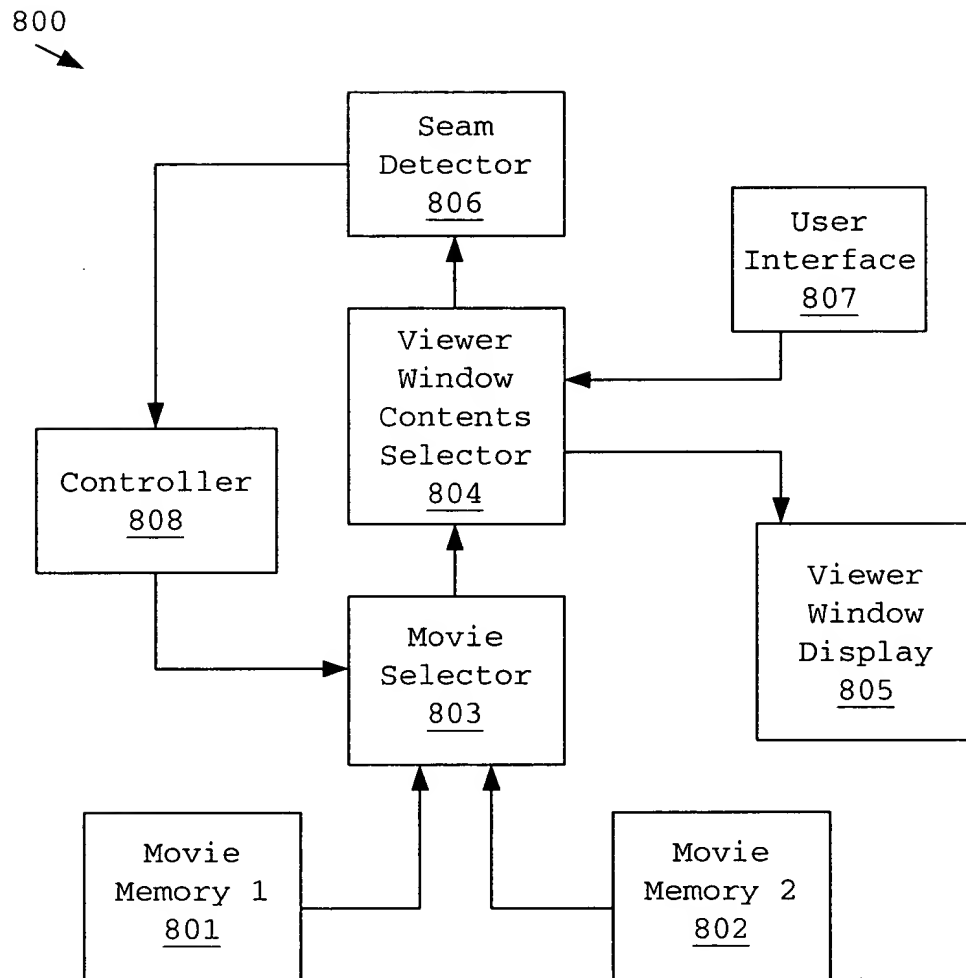 800
Seam
Detector
806
User
Interface
807
Viewer
Window
Contents
Selector
804
Controller
808
Viewer
Window
Display
805
Movie
Selector
803
Movie
Memory 1
801
Movie
Memory 2
802